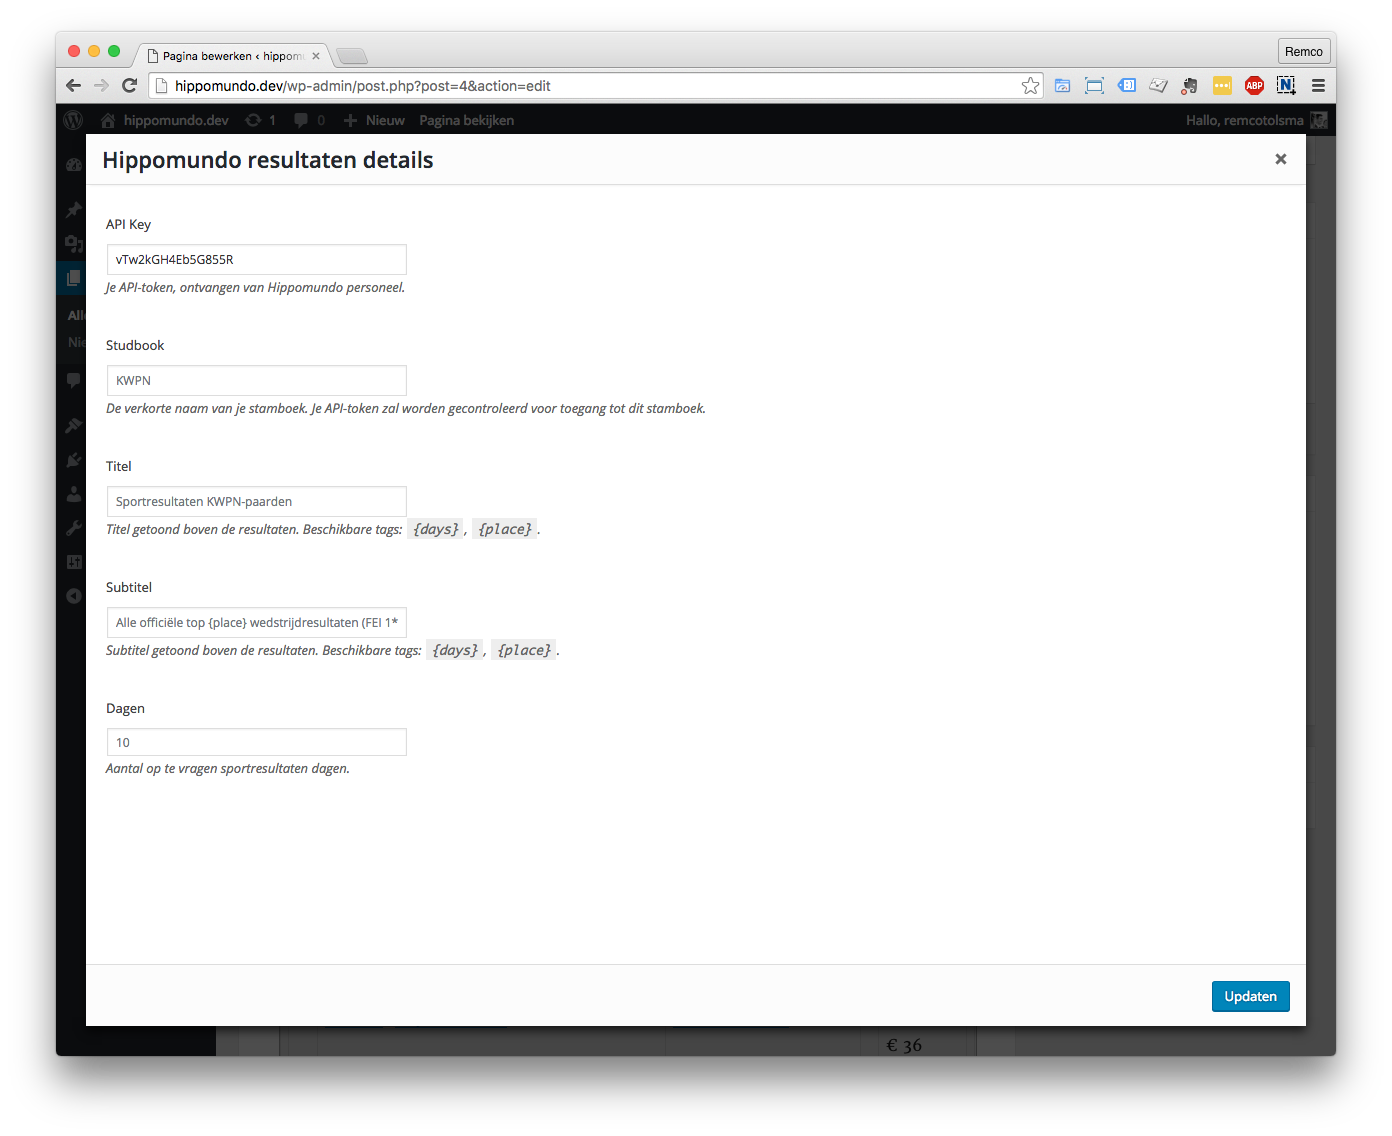 Pagina bewerken ‹ hippom
Remco
hippomundo.dev/wp-admin/post.php?post=4&action=edit
ABP
N
hippomundo.dev 1 0 Nieuw Pagina bekijken
Hallo, remcotolsma
Hippomundo resultaten details
API Key
vTw2kGH4Eb5G855R
Je API-token, ontvangen van Hippomundo personeel.
Alle
Nie
Studbook
KWPN
De verkorte naam van je stamboek. Je API-token zal worden gecontroleerd voor toegang tot dit stamboek.
Titel
Sportresultaten KWPN-paarden
Titel getoond boven de resultaten. Beschikbare tags: {days}, {place}.
Subtitel
Alle officiële top {place} wedstrijdresultaten (FEI 1*
Subtitel getoond boven de resultaten. Beschikbare tags: {days}, {place}.
Dagen
10
Aantal op te vragen sportresultaten dagen.
Updaten
€ 36